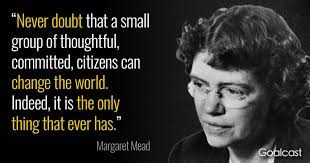 “Never doubt that a small
group of thoughtful,
committed, citizens can
change the world.
Indeed, it is the only
thing that ever has.”
Margaret Mead
Goalcast